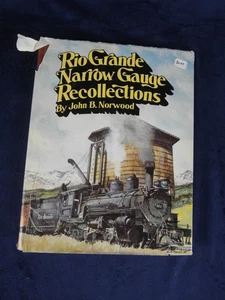 Rio Grande
Narrow Gauge
Recollections
By John B. Norwood